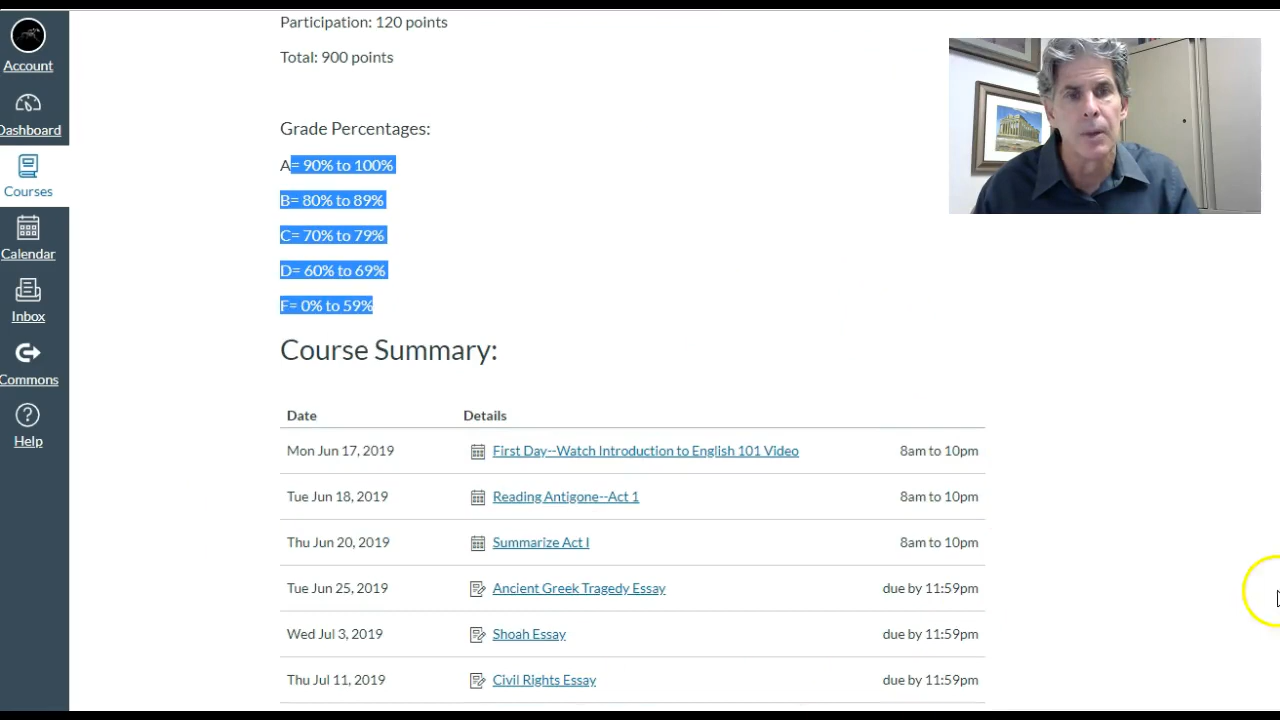 Participation: 120 points
Total: 900 points
Grade Percentages:
A= 90% to 100%
B= 80% to 89%
C= 70% to 79%
D= 60% to 69%
F= 0% to 59%
Course Summary:
Date Details
Mon Jun 17, 2019 First Day--Watch Introduction to English 101 Video 8am to 10pm
Tue Jun 18, 2019 Reading Antigone--Act 1 8am to 10pm
Thu Jun 20, 2019 Summarize Act I 8am to 10pm
Tue Jun 25, 2019 Ancient Greek Tragedy Essay due by 11:59pm
Wed Jul 3, 2019 Shoah Essay due by 11:59pm
Thu Jul 11, 2019 Civil Rights Essay due by 11:59pm
Account
Dashboard
Courses
Calendar
Inbox
Commons
Help